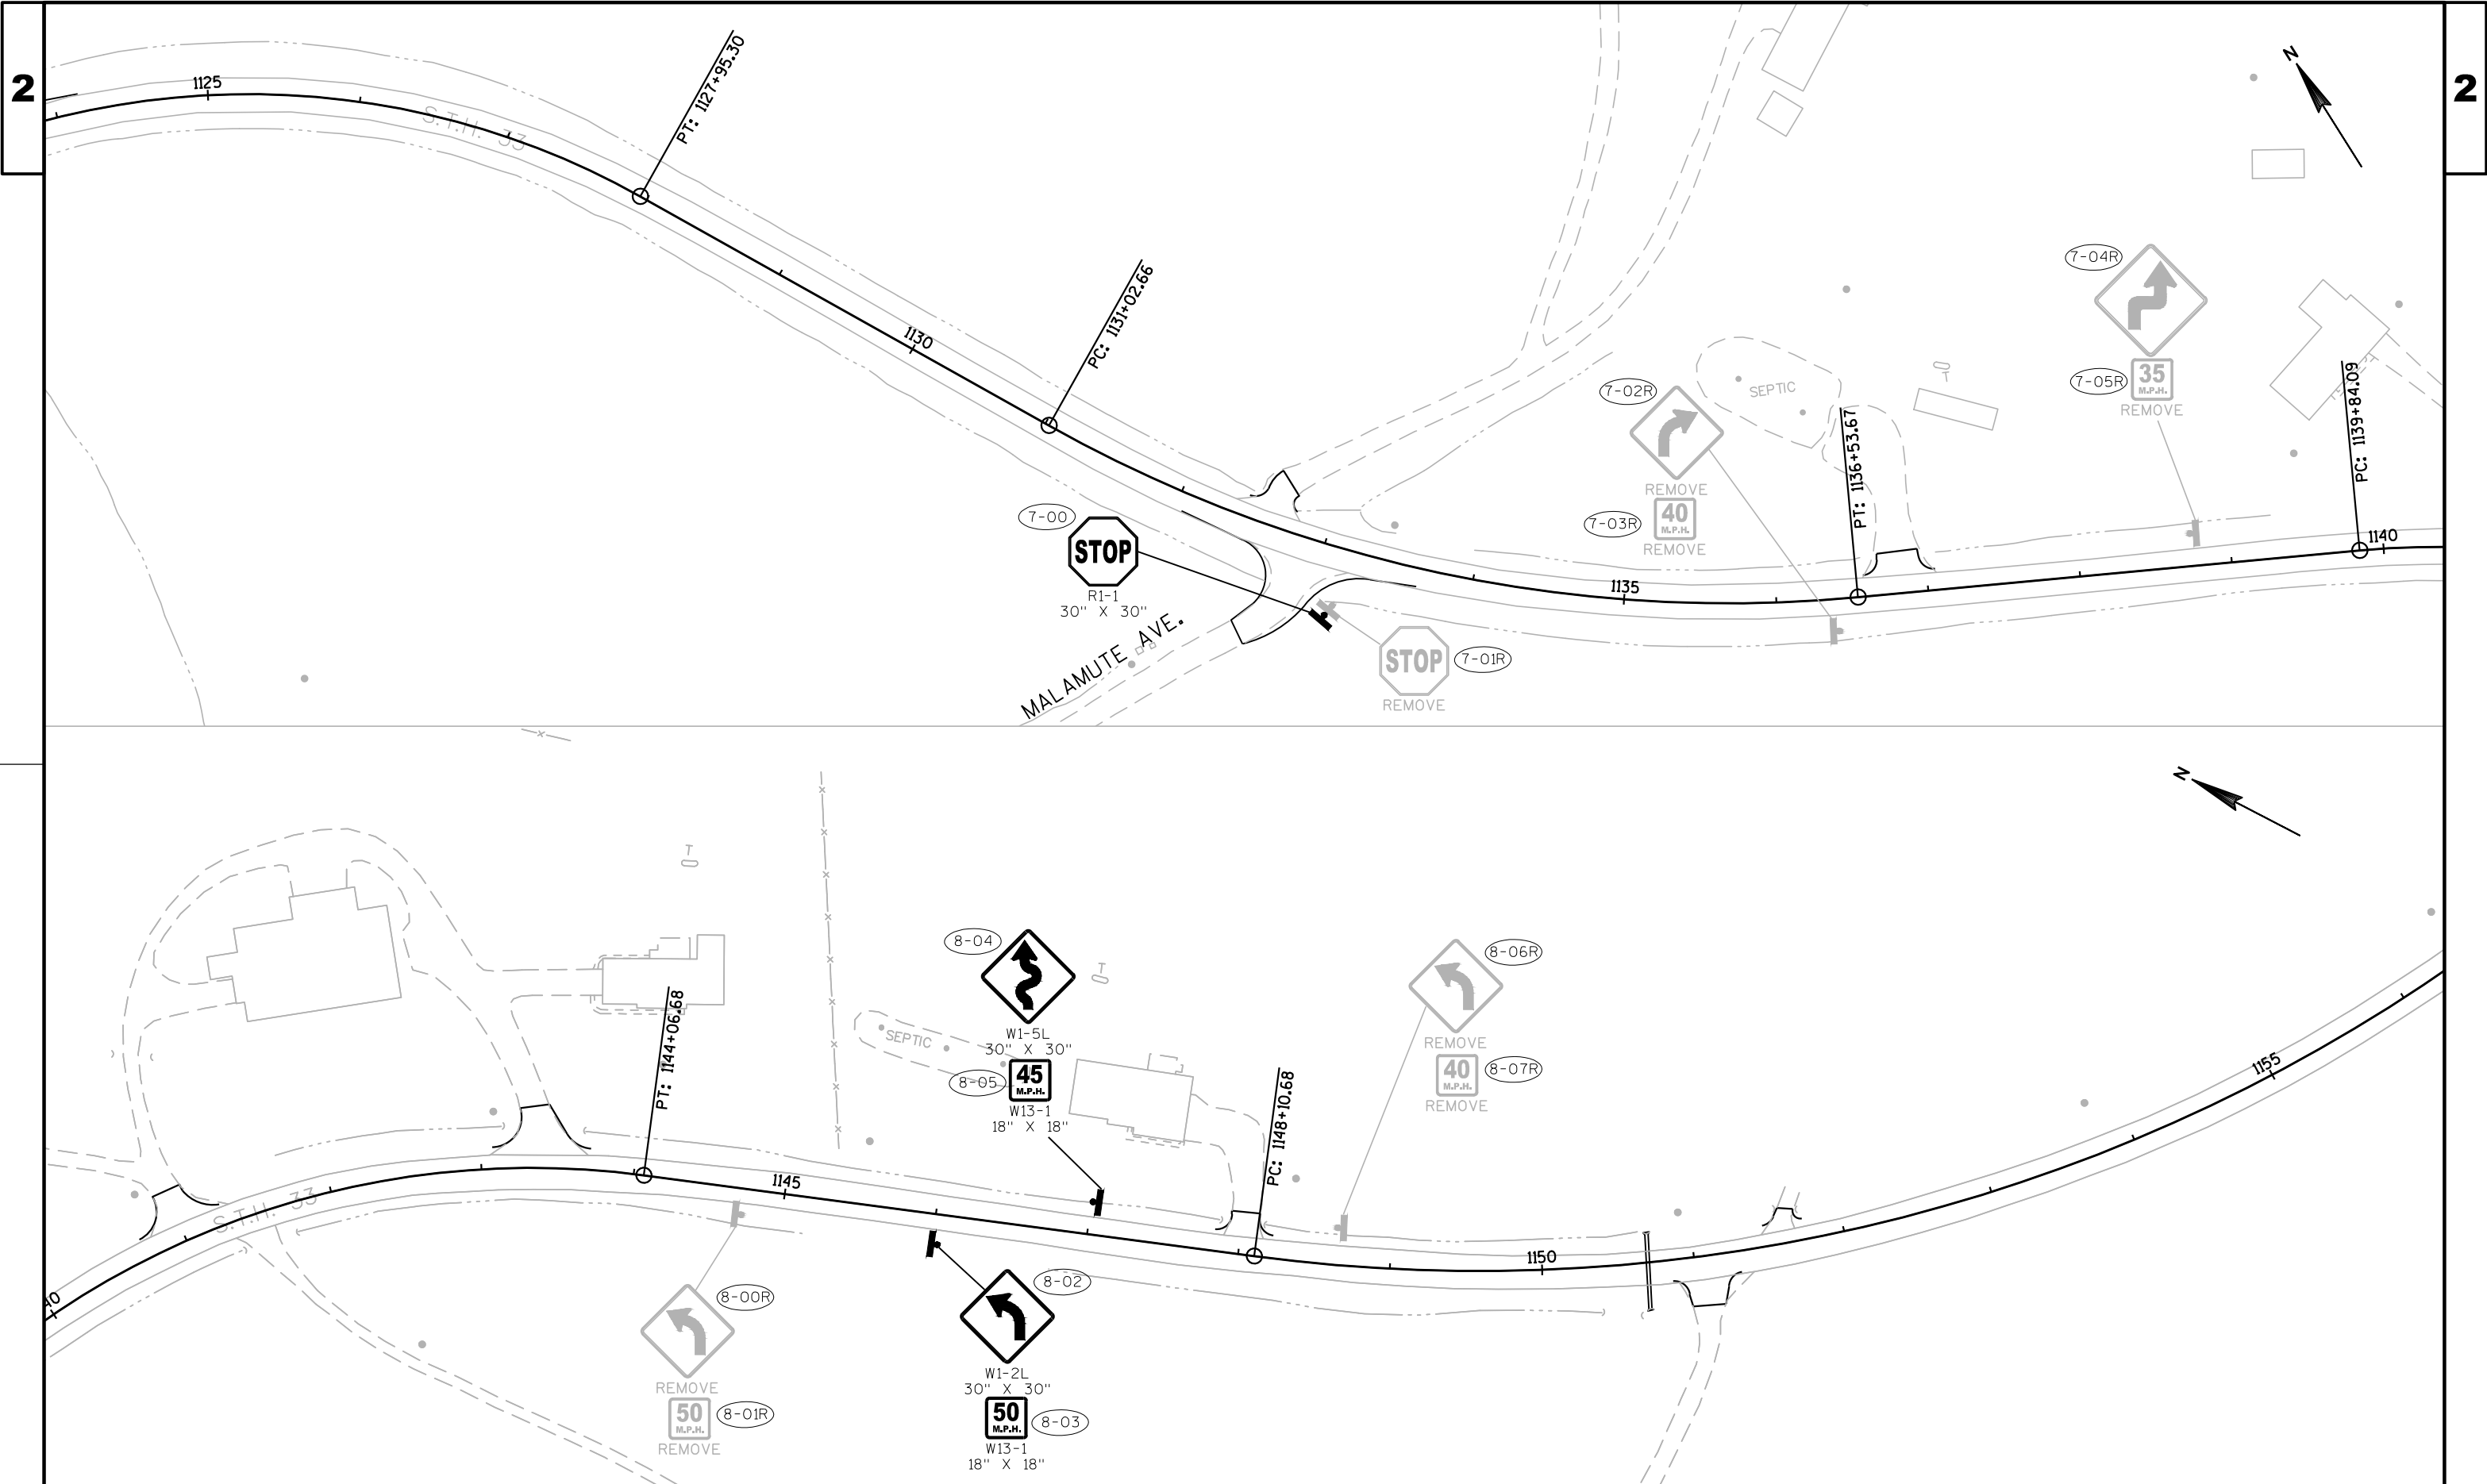 2
2
1125
S.T.H. 33
PT: 1127+95.30
N
1130
PC: 1131+02.66
7-04R
35
M.P.H.
7-05R
REMOVE
7-02R
REMOVE
40
M.P.H.
7-03R
REMOVE
SEPTIC
T
PT: 1136+53.67
PC: 1139+84.09
1140
7-00
STOP
R1-1
30" X 30"
1135
MALAMUTE AVE.
STOP
7-01R
REMOVE
N
T
PT: 1144+06.68
8-04
W1-5L
30" X 30"
8-05
45
M.P.H.
W13-1
18" X 18"
T
SEPTIC
8-06R
REMOVE
40
M.P.H.
8-07R
REMOVE
PC: 1148+10.68
1155
S.T.H. 33
1145
1150
40
8-00R
REMOVE
50
M.P.H.
8-01R
REMOVE
8-02
W1-2L
30" X 30"
50
M.P.H.
8-03
W13-1
18" X 18"